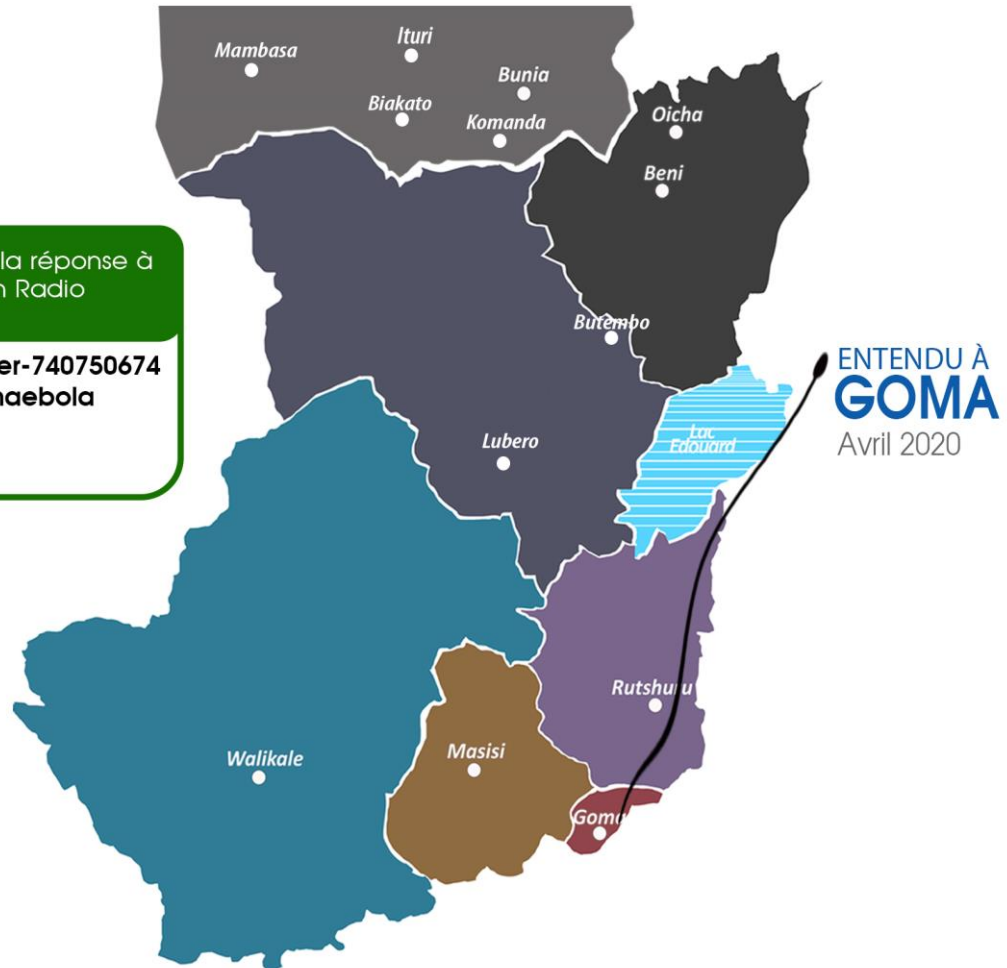 Mambasa
Ituri
Bunia
Biakato
Komanda
Oicha
Beni
la réponse à
n Radio
er-740750674
naebola
Butembo
ENTENDU À
GOMA
Avril 2020
Lac
Edouard
Lubero
Rutshuru
Masisi
Walikale
Goma